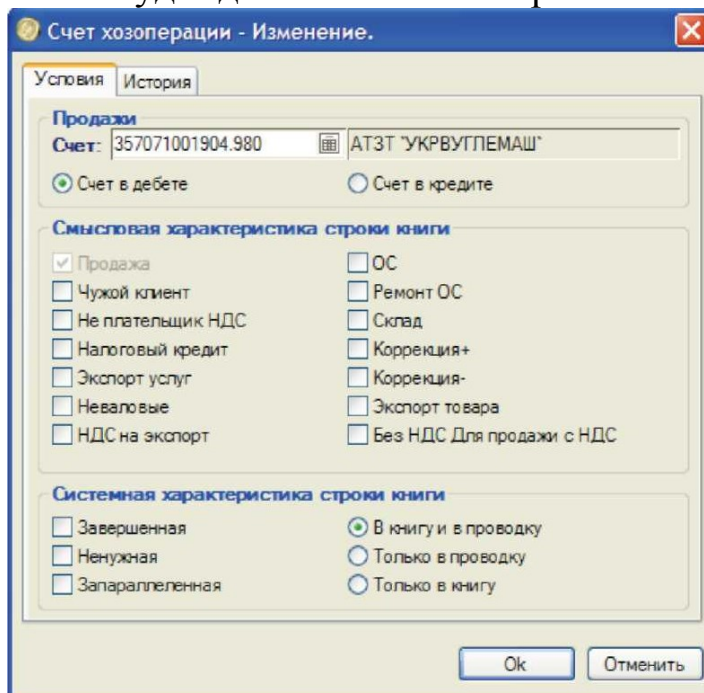 Счет хозоперации - Изменение.
Условия История
Продажи
Счет: 357071001904.980 АТЗТ "УКРВУГЛЕМАШ"
Счет в дебете Счет в кредите
Смысловая характеристика строки книги
Продажа ОС
Чужой клиент Ремонт ОС
Не плательщик НДС Склад
Налоговый кредит Коррекция+
Экспорт услуг Коррекция-
Неваловые Экспорт товара
НДС на экспорт Без НДС Для продажи с НДС
Системная характеристика строки книги
Завершенная В книгу и в проводку
Ненужная Только в проводку
Запараллеленная Только в книгу
Ok Отменить